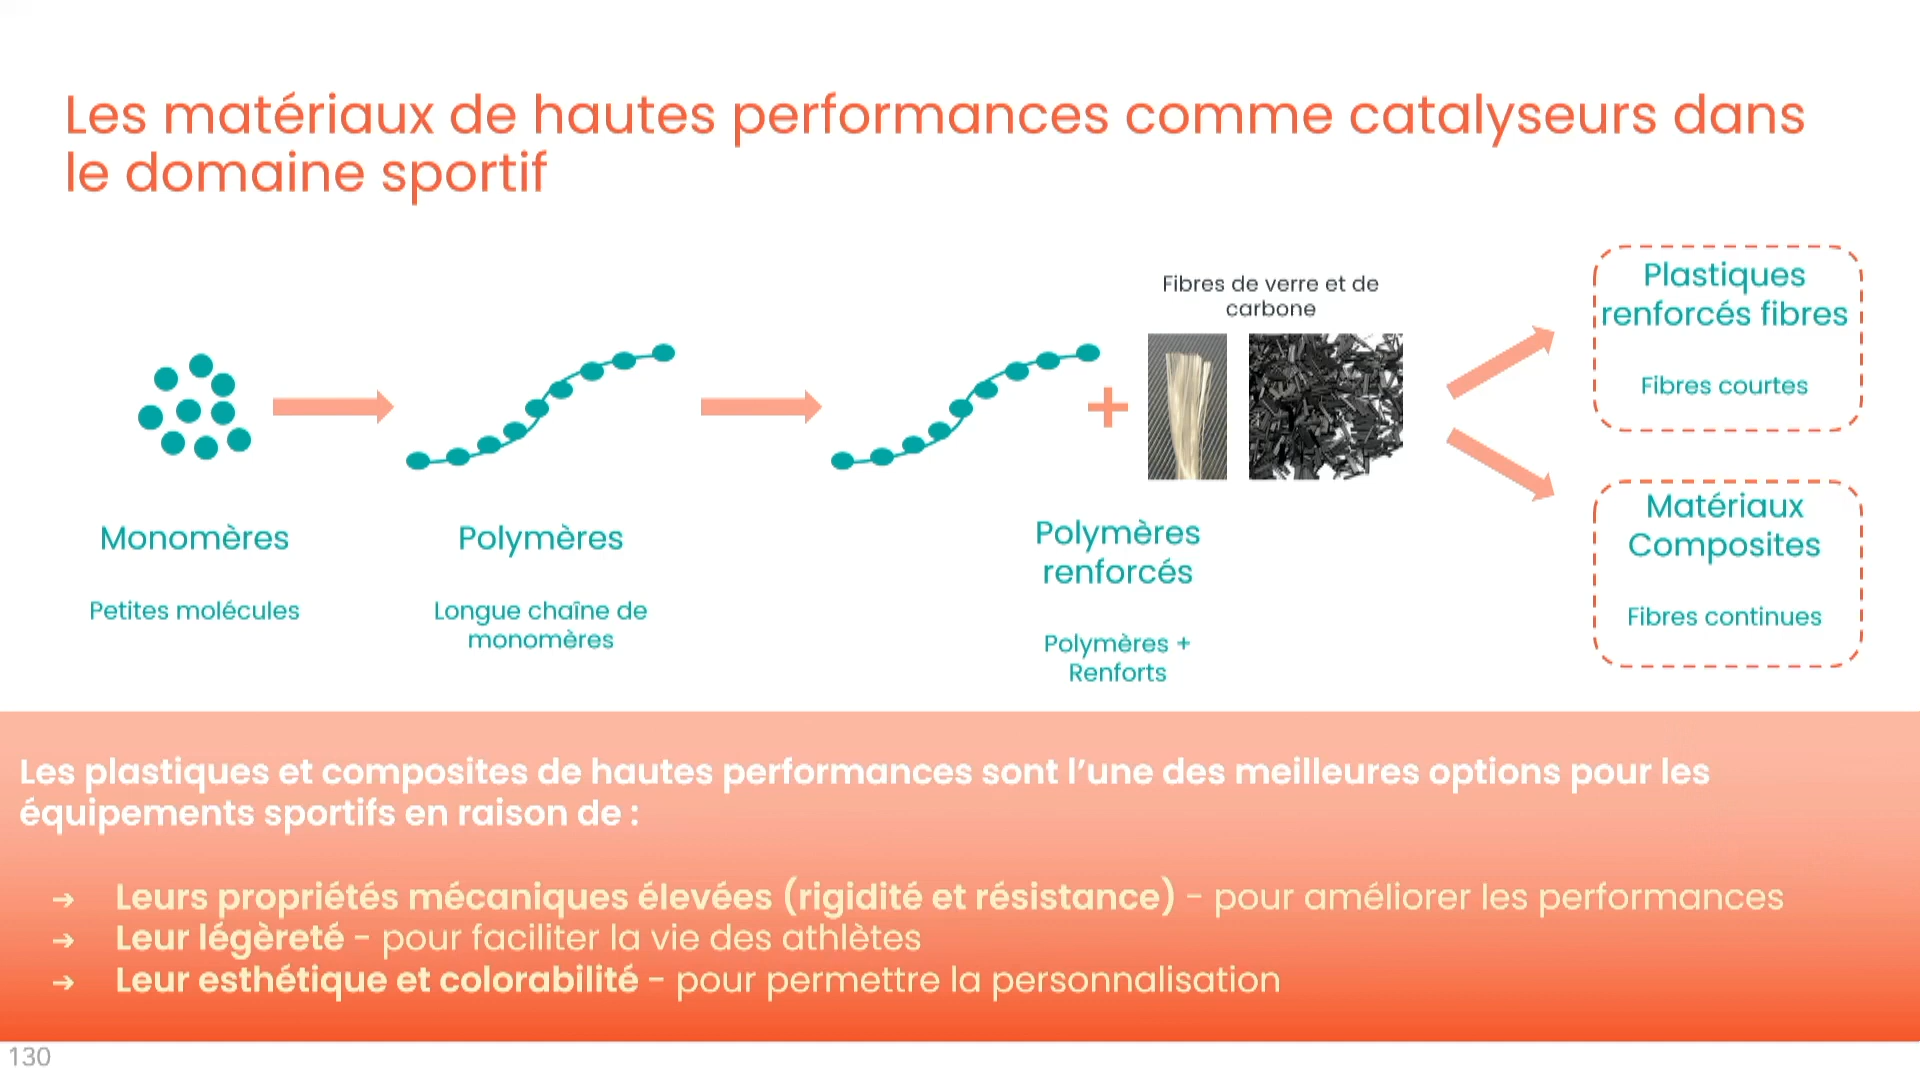 Les matériaux de hautes performances comme catalyseurs dans
le domaine sportif
Fibres de verre et de
carbone
Plastiques
renforcés fibres
Fibres courtes
Matériaux
Composites
Fibres continues
Monomères
Petites molécules
Polymères
Longue chaîne de
monomères
Polymères
renforcés
Polymères +
Renforts
Les plastiques et composites de hautes performances sont l'une des meilleures options pour les
équipements sportifs en raison de :
➔ Leurs propriétés mécaniques élevées (rigidité et résistance) - pour améliorer les performances
➔ Leur légèreté - pour faciliter la vie des athlètes
➔ Leur esthétique et colorabilité - pour permettre la personnalisation
130